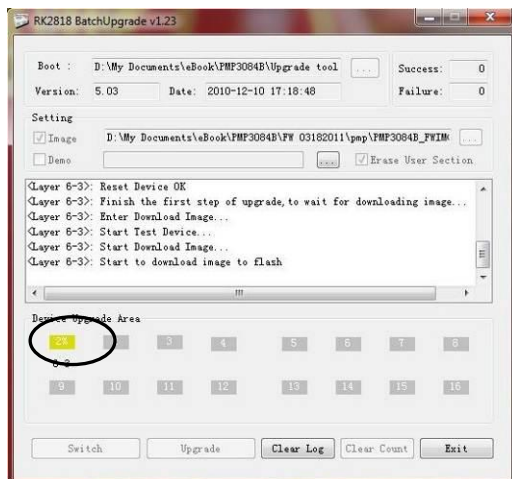 RK2818 BatchUpgrade v1.23
Boot : D:\My Documents\eBook\PMP3084B\Upgrade tool ... Success: 0
Version: 5.03 Date: 2010-12-10 17:18:48 Failure: 0
Setting
Image D:\My Documents\eBook\PMP3084B\FW 03182011\pmp\PMP3084B_FWIM ...
Demo ... Erase User Section
<Layer 6-3>: Reset Device OK
<Layer 6-3>: Finish the first step of upgrade,to wait for downloading image...
<Layer 6-3>: Enter Download Image...
<Layer 6-3>: Start Test Device...
<Layer 6-3>: Start Download Image...
<Layer 6-3>: Start to download image to flash
Device Upgrade Area
2% 3 4 5 6 7 8
6-3
9 10 11 12 13 14 15 16
Switch Upgrade Clear Log Clear Count Exit